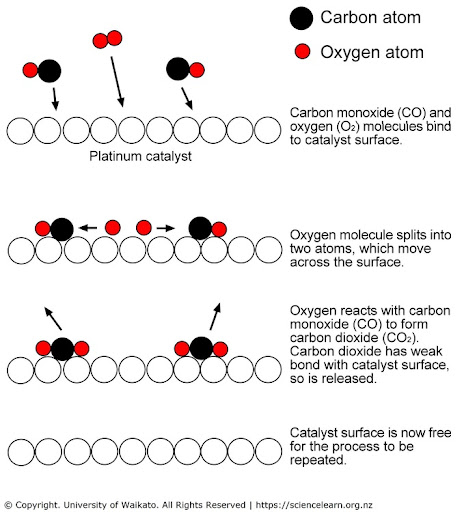 Carbon atom
Oxygen atom
Carbon monoxide (CO) and
oxygen (O₂) molecules bind
to catalyst surface.
Platinum catalyst
Oxygen molecule splits into
two atoms, which move
across the surface.
Oxygen reacts with carbon
monoxide (CO) to form
carbon dioxide (CO₂).
Carbon dioxide has weak
bond with catalyst surface,
so is released.
Catalyst surface is now free
for the process to be
repeated.
© Copyright. University of Waikato. All Rights Reserved | https://sciencelearn.org.nz